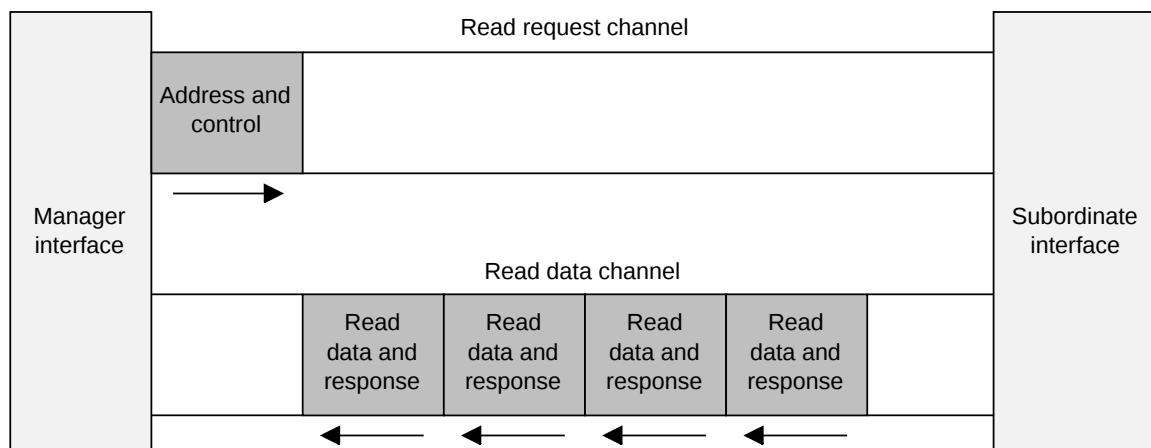 Read request channel
Address and
control
Manager
interface
Subordinate
interface
Read data channel
Read
data and
response
Read
data and
response
Read
data and
response
Read
data and
response